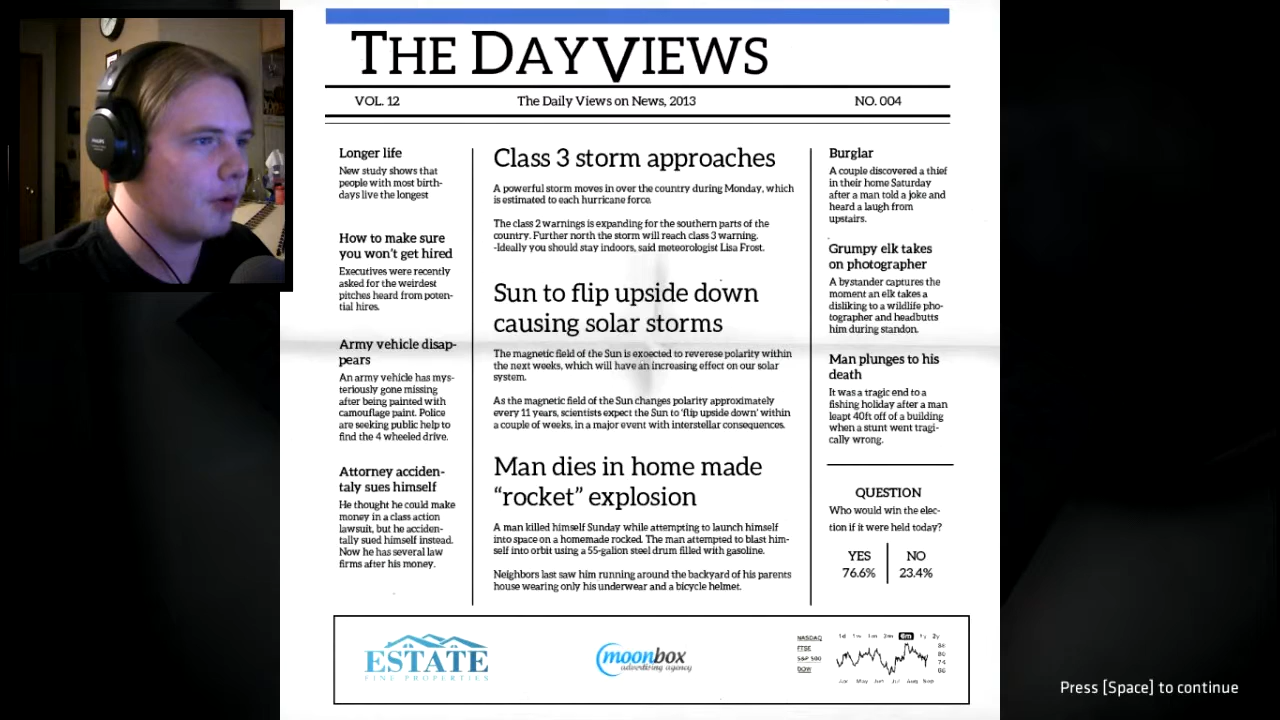 THE DAYVIEWS
VOL. 12
The Daily Views on News, 2013
NO. 004
Longer life
New study shows that
people with most birth-
days live the longest
How to make sure
you won't get hired
Executives were recently
asked for the weirdest
pitches heard from poten-
tial hires.
Army vehicle disap-
pears
An army vehicle has mys-
teriously gone missing
after being painted with
camouflage paint. Police
are seeking public help to
find the 4 wheeled drive.
Attorney acciden-
taly sues himself
He thought he could make
money in a class action
lawsuit, but he acciden-
tally sued himself instead.
Now he has several law
firms after his money.
Class 3 storm approaches
A powerful storm moves in over the country during Monday, which
is estimated to each hurricane force.
The class 2 warnings is expanding for the southern parts of the
country. Further north the storm will reach class 3 warning.
-Ideally you should stay indoors, said meteorologist Lisa Frost.
Sun to flip upside down
causing solar storms
The magnetic field of the Sun is expected to reverese polarity within
the next weeks, which will have an increasing effect on our solar
system.
As the magnetic field of the Sun changes polarity approximately
every 11 years, scientists expect the Sun to 'flip upside down' within
a couple of weeks, in a major event with interstellar consequences.
Man dies in home made
"rocket" explosion
A man killed himself Sunday while attempting to launch himself
into space on a homemade rocked. The man attempted to blast him-
self into orbit using a 55-gallon steel drum filled with gasoline.
Neighbors last saw him running around the backyard of his parents
house wearing only his underwear and a bicycle helmet.
Burglar
A couple discovered a thief
in their home Saturday
after a man told a joke and
heard a laugh from
upstairs.
Grumpy elk takes
on photographer
A bystander captures the
moment an elk takes a
disliking to a wildlife pho-
tographer and headbutts
him during standon.
Man plunges to his
death
It was a tragic end to a
fishing holiday after a man
leapt 40ft off of a building
when a stunt went tragi-
cally wrong.
QUESTION
Who would win the elec-
tion if it were held today?
YES NO
76.6% 23.4%
ESTATE
FINE PROPERTIES
moonbox
advertising agency
NASDAQ
FTSE
S&P 500
DOW
6m 1y 2y
Apr May Jun Jul Aug Sep
Press [Space] to continue